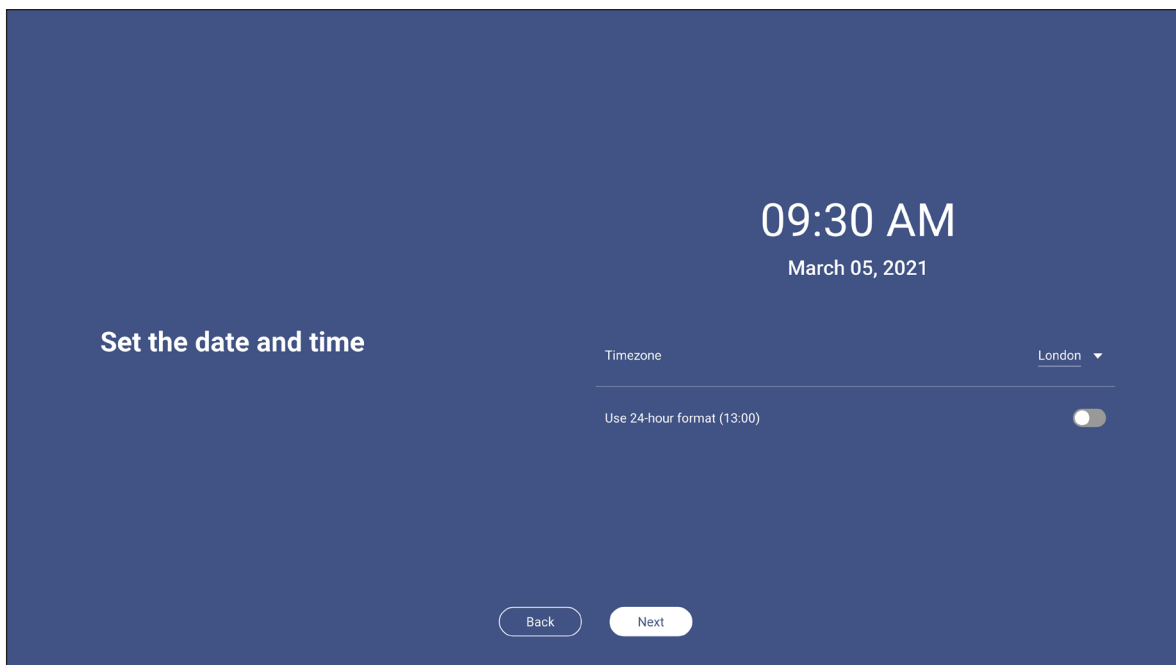 09:30 AM
March 05, 2021
Set the date and time
Timezone London
Use 24-hour format (13:00)
Back Next